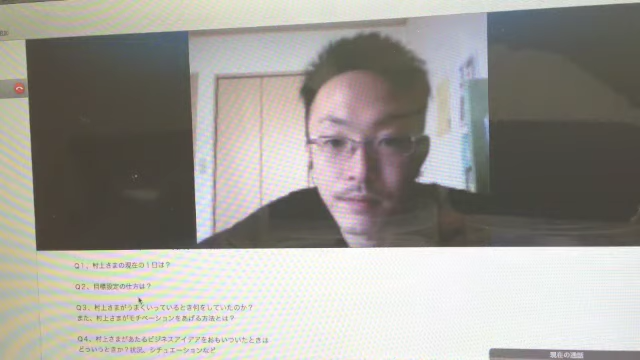 Q1、村上さまの現在の1日は？
Q2、目標設定の仕方は？
Q3、村上さまがうまくいっているとき何をしていたのか？
また、村上さまがモチベーションをあげる方法とは？
Q4、村上さまがあたるビジネスアイデアをおもいついたときは
どういうときか？状況、シチュエーションなど
現在の通話